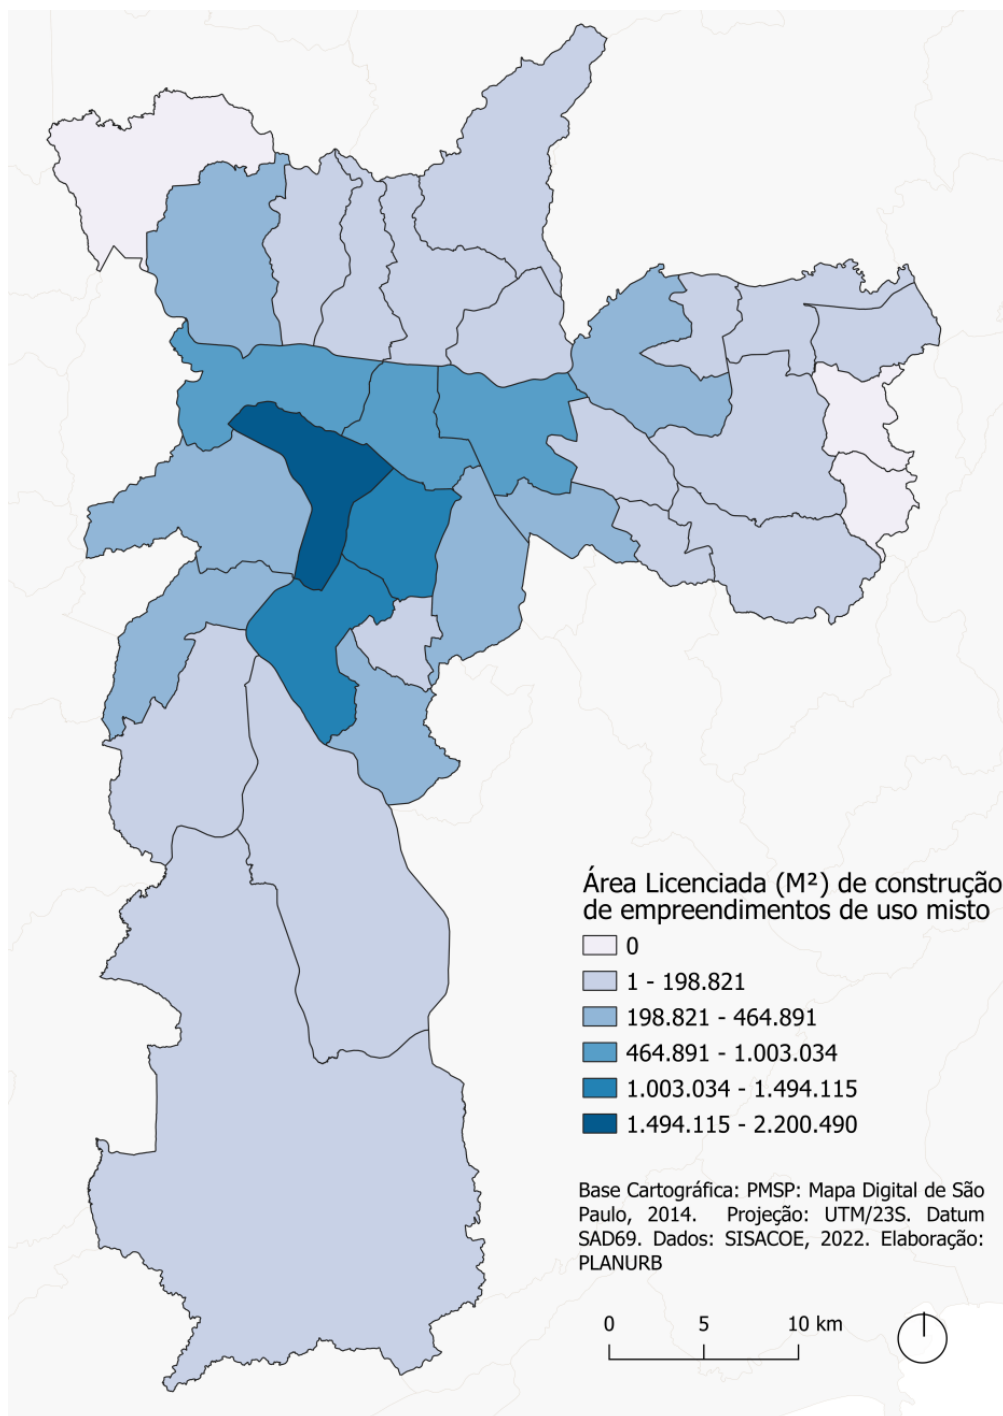 Área Licenciada (M²) de construção
de empreendimentos de uso misto
0
1 - 198.821
198.821 - 464.891
464.891 - 1.003.034
1.003.034 - 1.494.115
1.494.115 - 2.200.490
Base Cartográfica: PMSP: Mapa Digital de São
Paulo, 2014. Projeção: UTM/23S. Datum
SAD69. Dados: SISACOE, 2022. Elaboração:
PLANURB
0 5 10 km